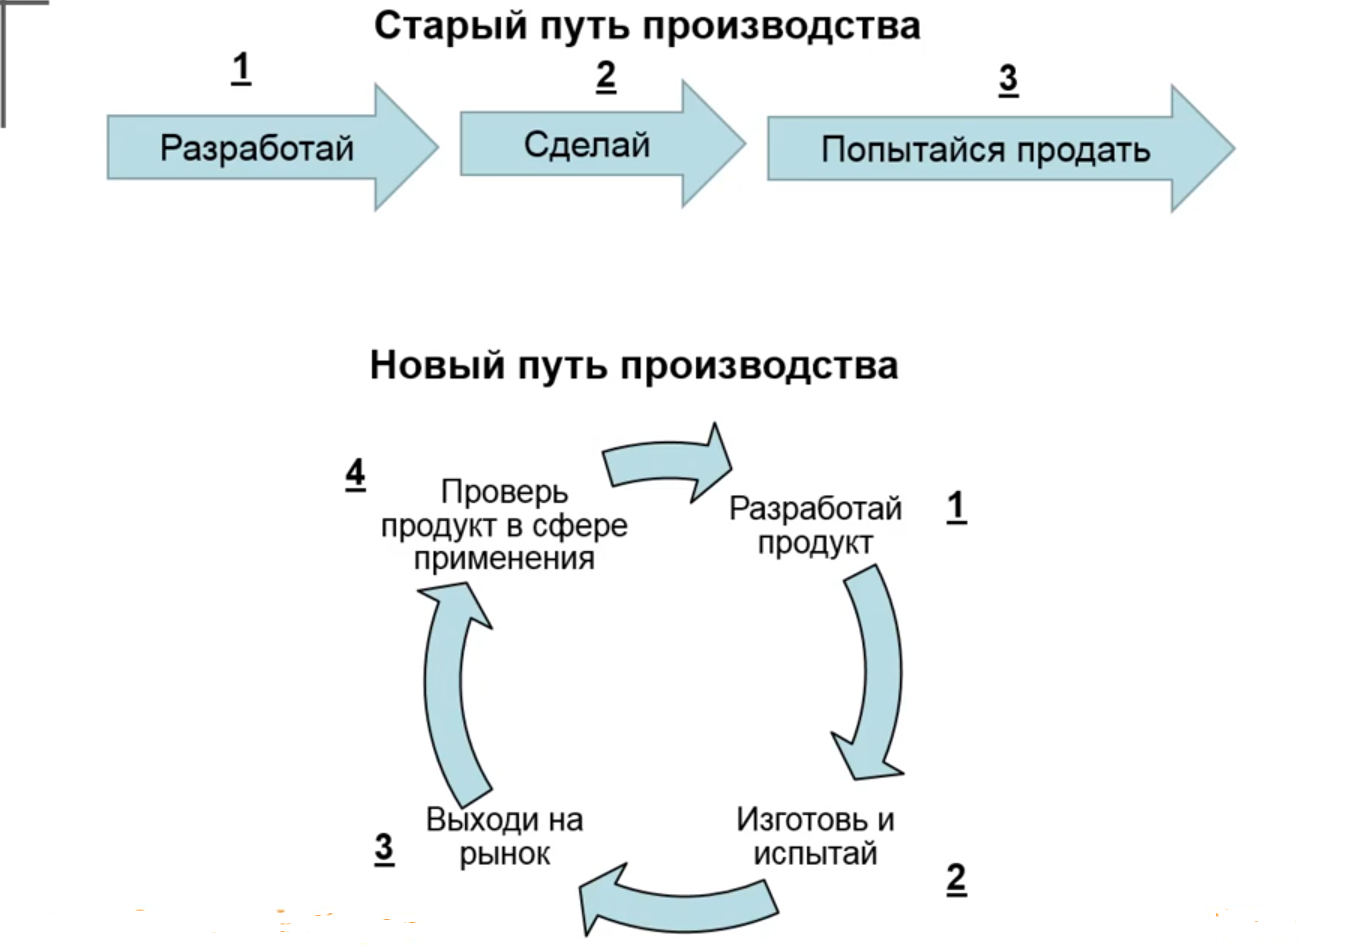 Старый путь производства
1
2
3
Разработай
Сделай
Попытайся продать
Новый путь производства
4
Проверь
продукт в сфере
применения
Разработай
продукт
1
Выходи на
рынок
3
Изготовь и
испытай
2